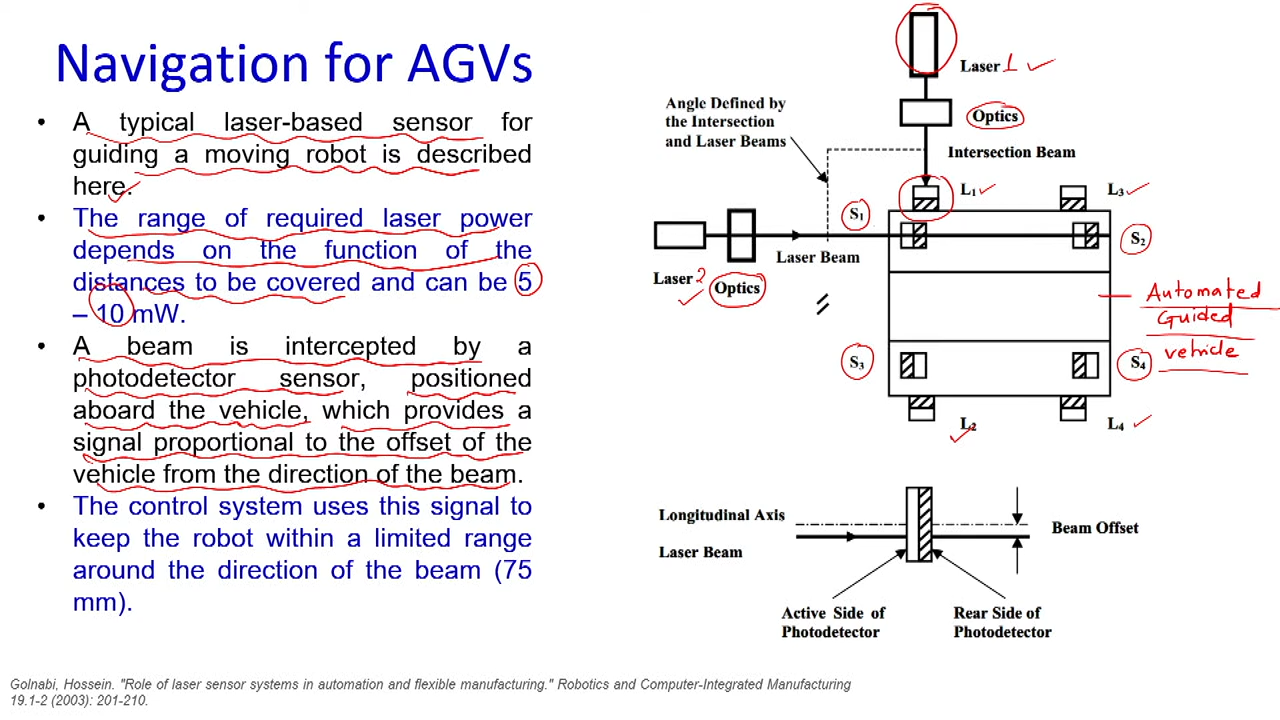 Navigation for AGVs
• A typical laser-based sensor for
guiding a moving robot is described
here.
• The range of required laser power
depends on the function of the
distances to be covered and can be 5
– 10 mW.
• A beam is intercepted by a
photodetector sensor, positioned
aboard the vehicle, which provides a
signal proportional to the offset of the
vehicle from the direction of the beam.
• The control system uses this signal to
keep the robot within a limited range
around the direction of the beam (75
mm).
Laser 1
Angle Defined by
the Intersection
and Laser Beams
Optics
Intersection Beam
L1
L3
S1
S2
Laser Beam
Laser 2
Optics
Automated
Guided
vehicle
S3
S4
L2
L4
Longitudinal Axis
Laser Beam
Beam Offset
Active Side of
Photodetector
Rear Side of
Photodetector
Golnabi, Hossein. "Role of laser sensor systems in automation and flexible manufacturing." Robotics and Computer-Integrated Manufacturing
19.1-2 (2003): 201-210.